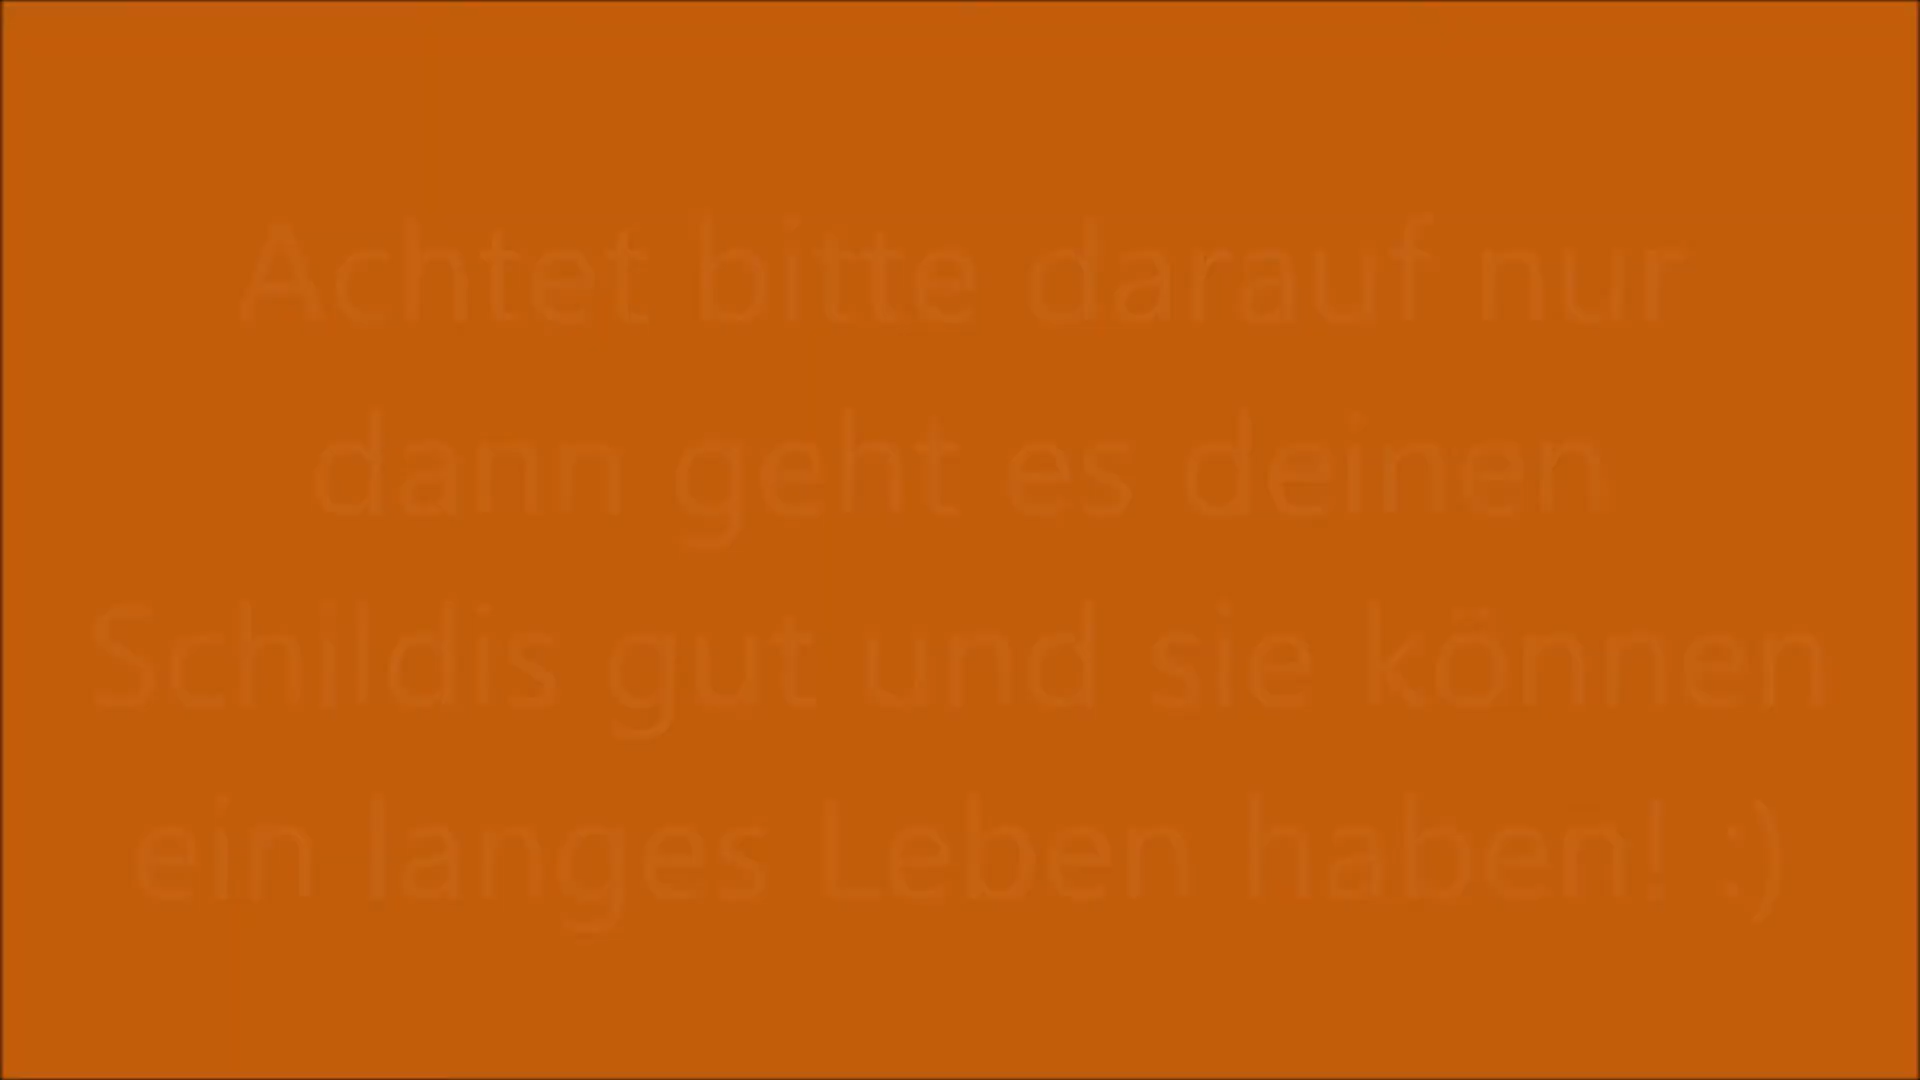 Achtet bitte darauf nur
dann geht es deinen
Schildis gut und sie können
ein langes Leben haben! :)